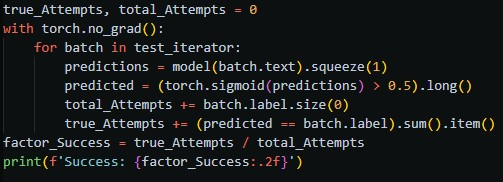 true_Attempts, total_Attempts = 0
with torch.no_grad():
    for batch in test_iterator:
        predictions = model(batch.text).squeeze(1)
        predicted = (torch.sigmoid(predictions) > 0.5).long()
        total_Attempts += batch.label.size(0)
        true_Attempts += (predicted == batch.label).sum().item()
factor_Success = true_Attempts / total_Attempts
print(f'Success: {factor_Success:.2f}')